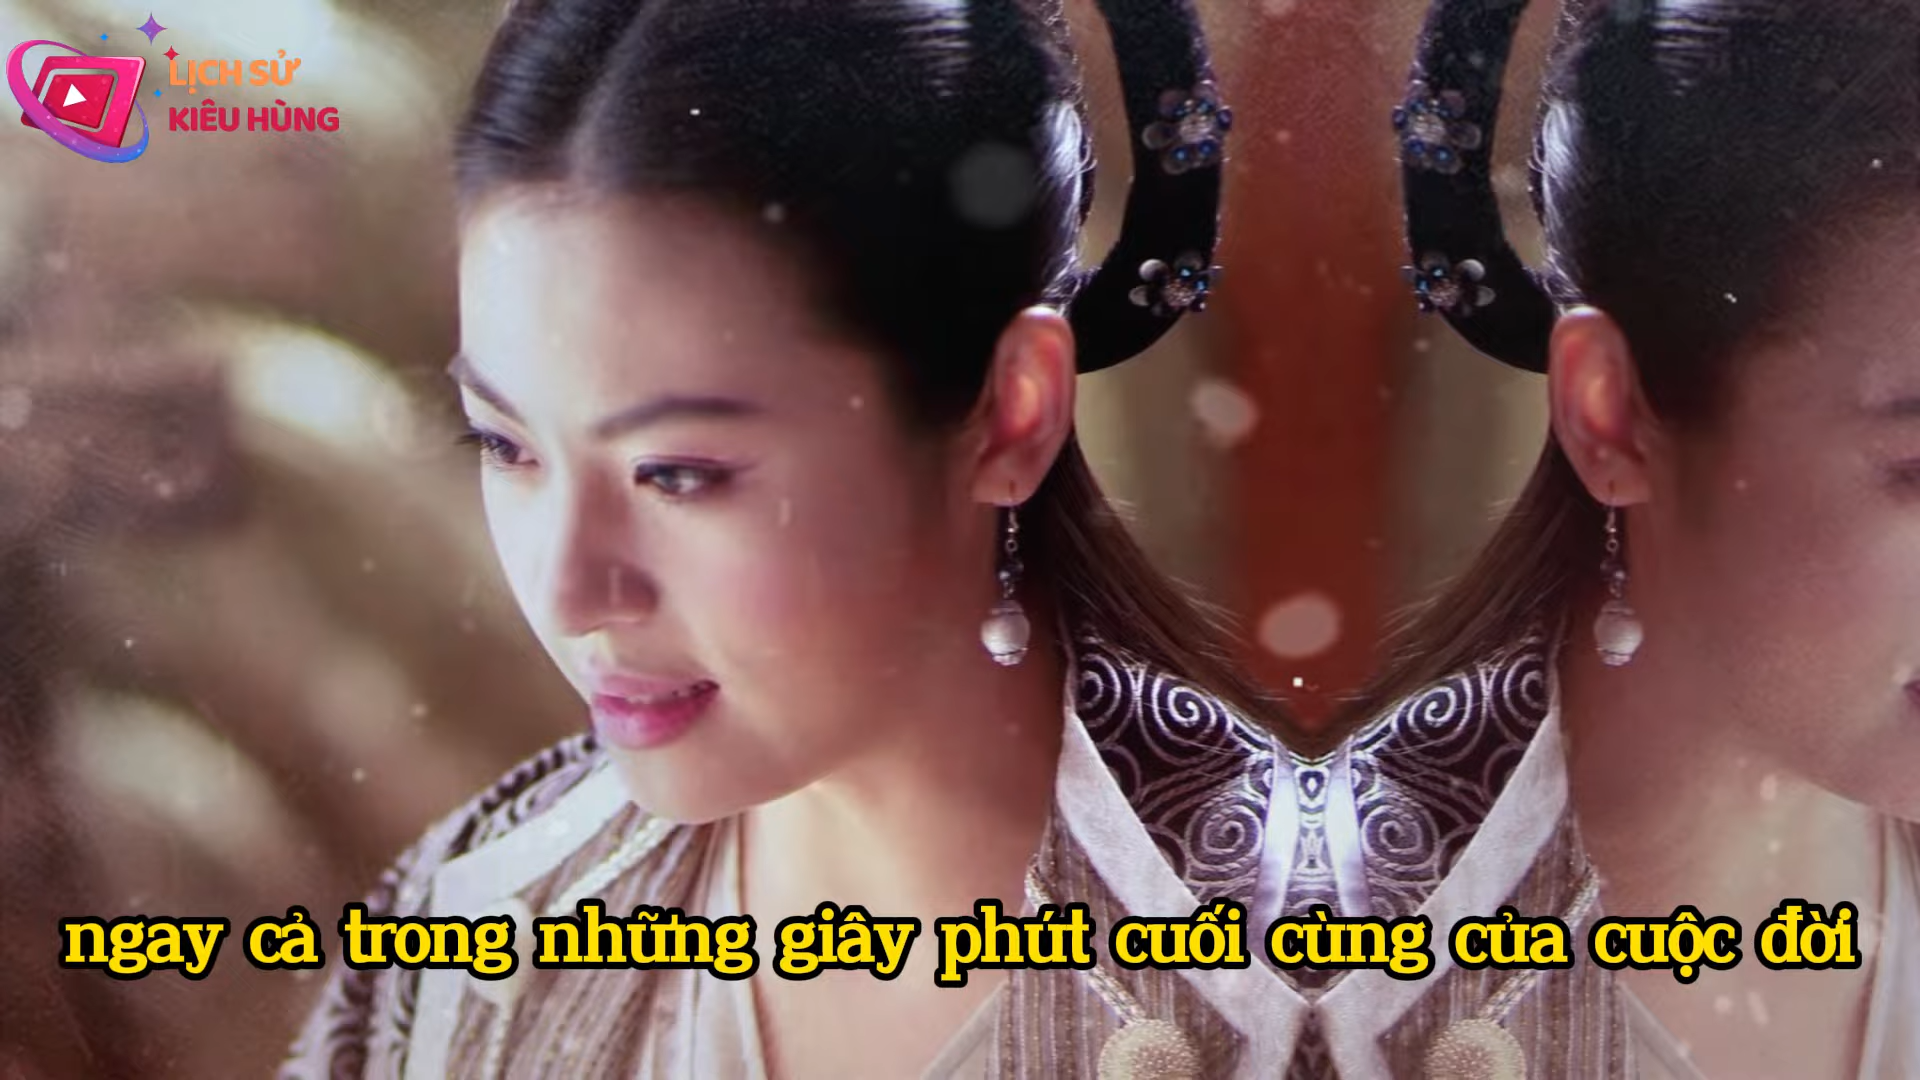 LỊCH SỬ
KIÊU HÙNG
ngay cả trong những giây phút cuối cùng của cuộc đời